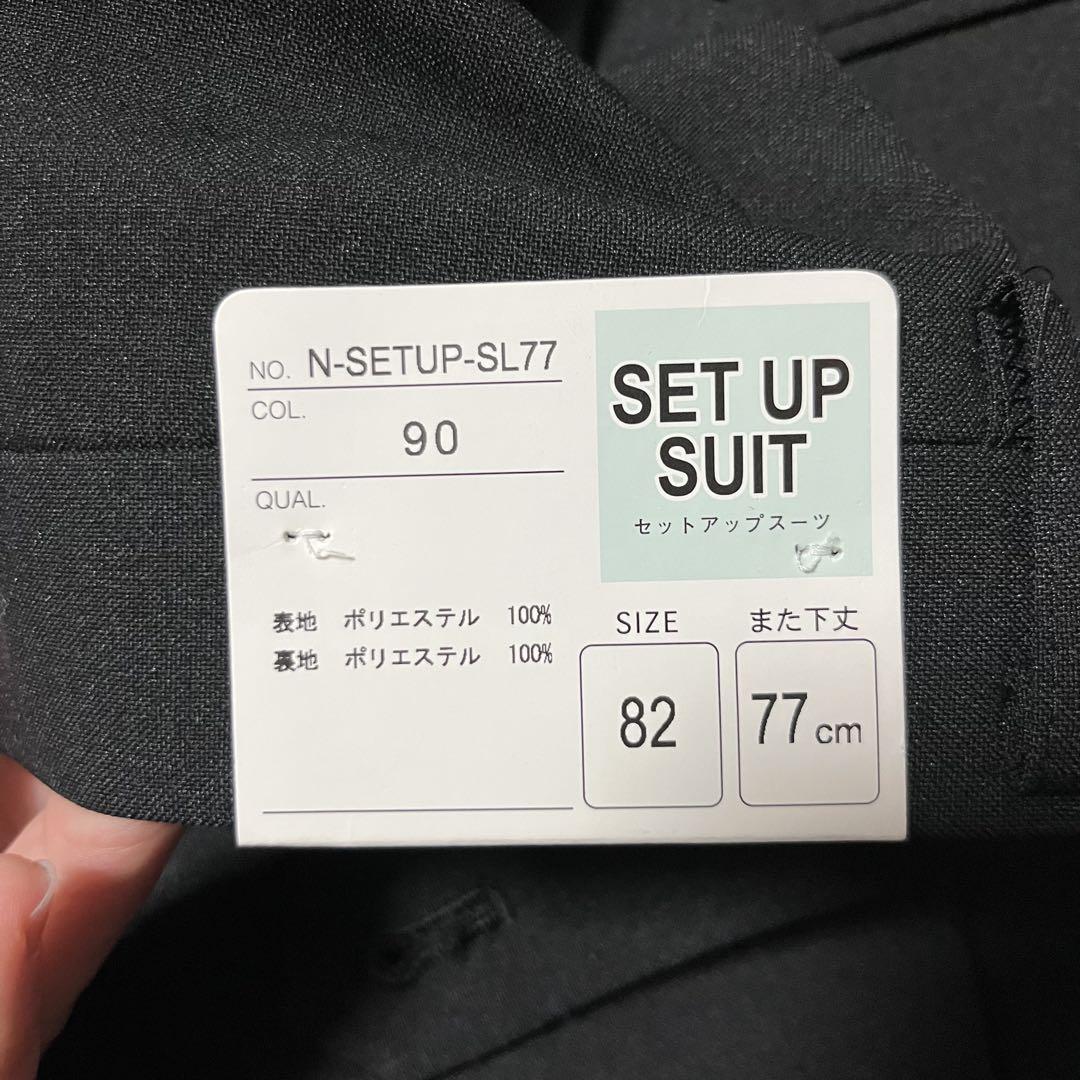 NO. N-SETUP-SL77
COL.
90
QUAL.
表地 ポリエステル 100%
裏地 ポリエステル 100%
SET UP
SUIT
セットアップスーツ
SIZE
82
また下丈
77cm